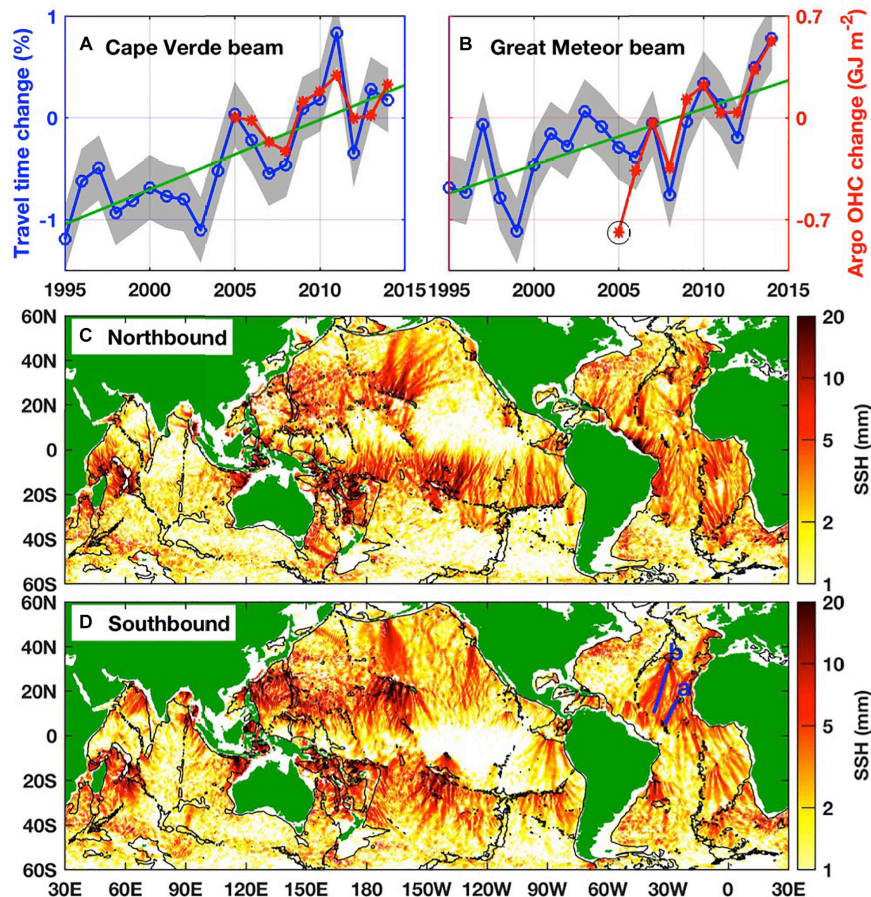 A Cape Verde beam
B Great Meteor beam
Travel time change (%)
1
0
-1
0.7
0
-0.7
Argo OHC change (GJ m-2)
1995 2000 2005 2010 2015
1995 2000 2005 2010 2015
C Northbound
60N
40N
20N
0
20S
40S
60S
20
10
5
2
1
SSH (mm)
D Southbound
b
a
60N
40N
20N
0
20S
40S
60S
20
10
5
2
1
SSH (mm)
30E 60E 90E 120E 150E 180 150W 120W 90W 60W 30W 0 30E